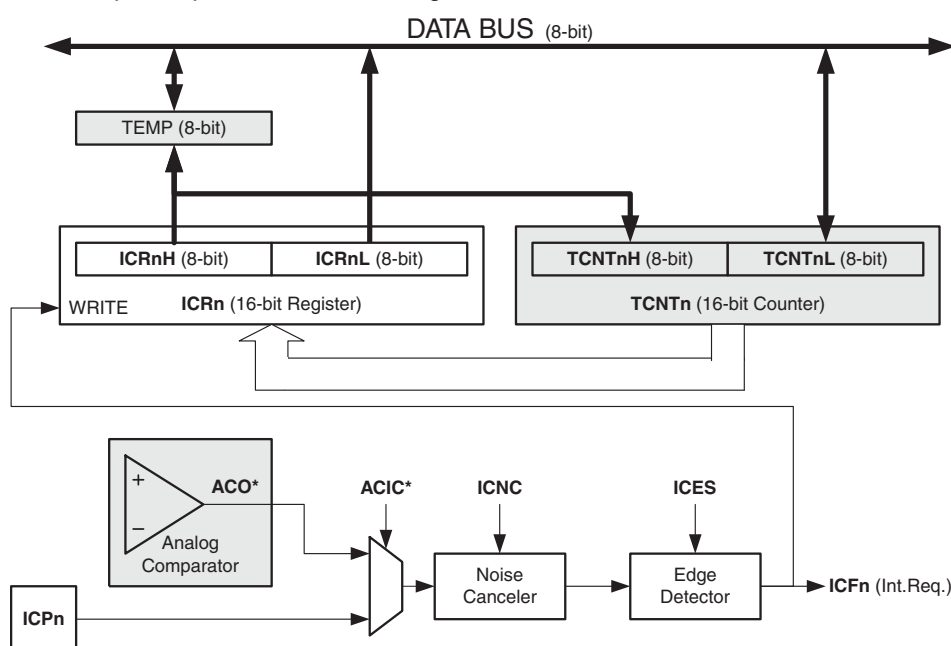 DATA BUS (8-bit)
TEMP (8-bit)
ICRnH (8-bit) ICRnL (8-bit) TCNTnH (8-bit) TCNTnL (8-bit)
WRITE ICRn (16-bit Register) TCNTn (16-bit Counter)
+ ACO* ACIC* ICNC ICES
−
Analog
Comparator
Noise
Canceler
Edge
Detector
ICFn (Int.Req.)
ICPn